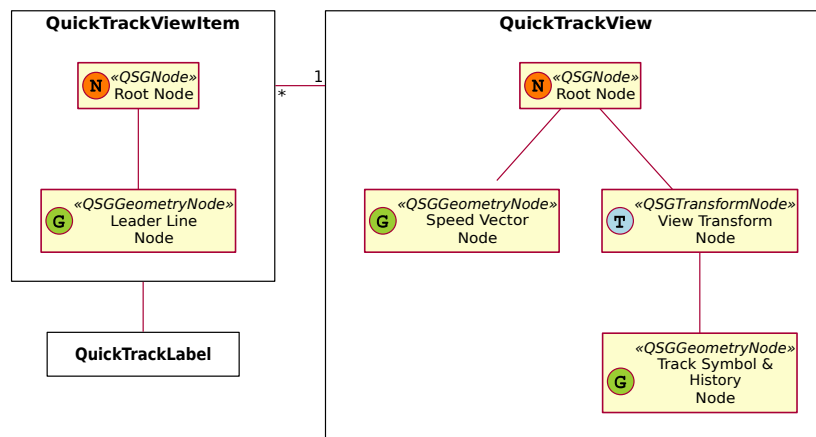 QuickTrackViewItem
N
«QSGNode»
Root Node
G
«QSGGeometryNode»
Leader Line
Node
QuickTrackLabel
1
*
QuickTrackView
N
«QSGNode»
Root Node
G
«QSGGeometryNode»
Speed Vector
Node
T
«QSGTransformNode»
View Transform
Node
G
«QSGGeometryNode»
Track Symbol &
History
Node